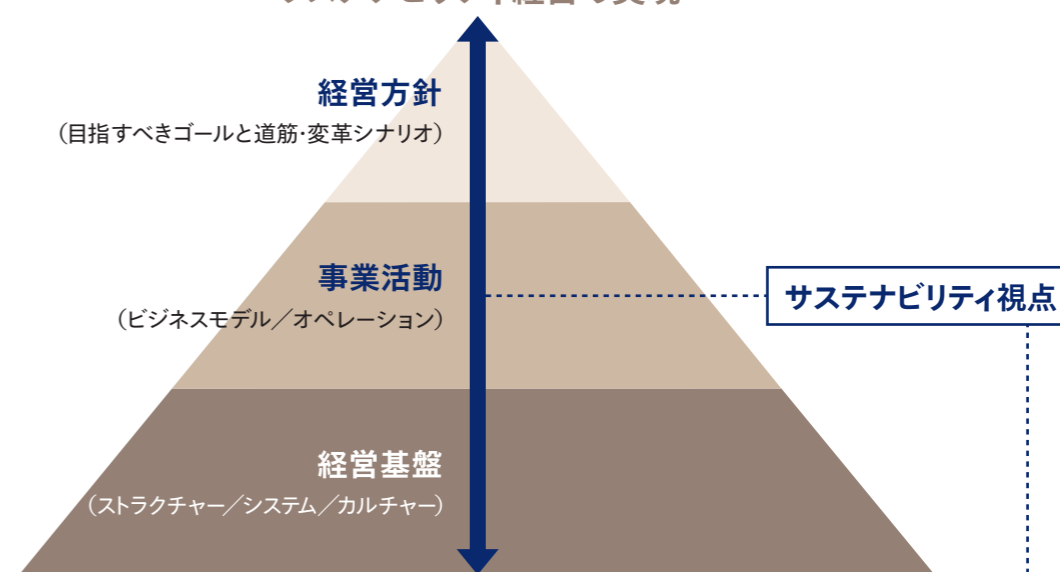 経営方針
（目指すべきゴールと道筋・変革シナリオ）
事業活動
（ビジネスモデル／オペレーション）
サステナビリティ視点
経営基盤
（ストラクチャー／システム／カルチャー）